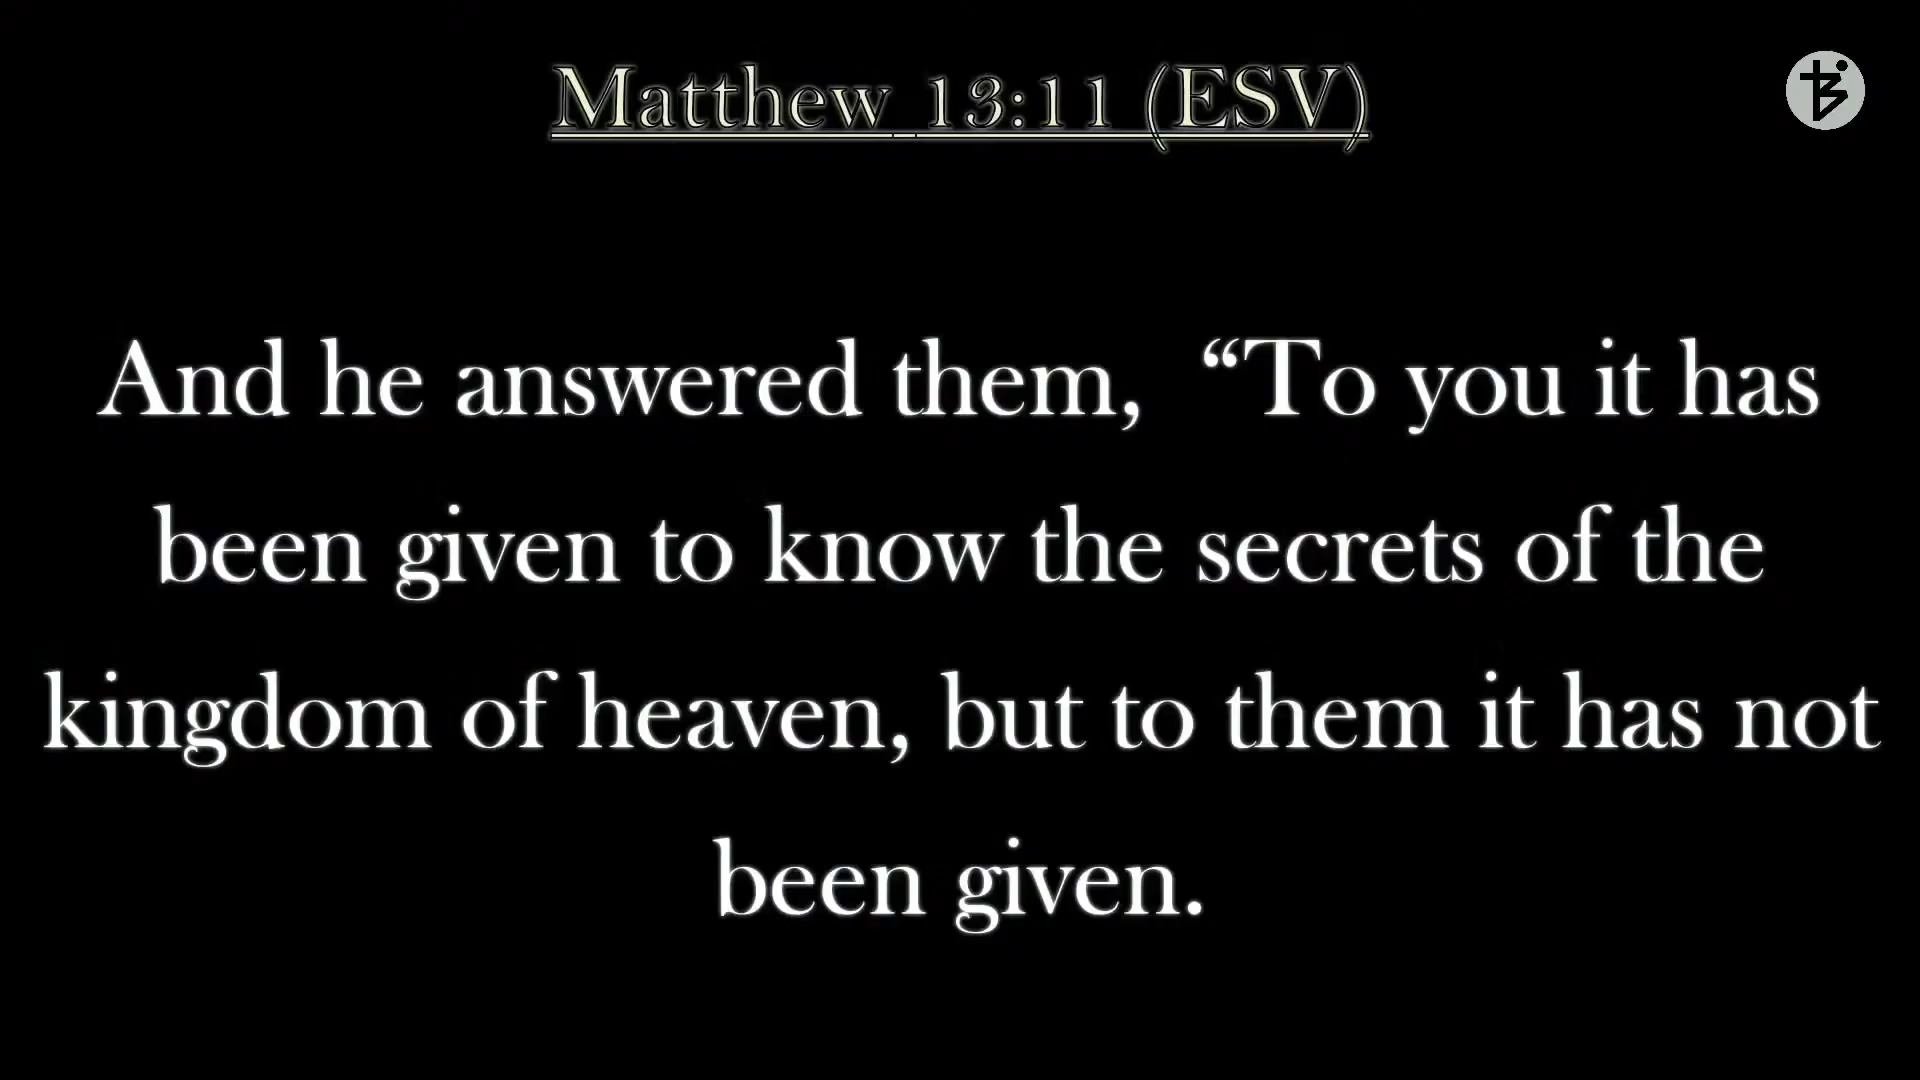 Matthew 13:11 (ESV)
And he answered them,  “To you it has
been given to know the secrets of the
kingdom of heaven, but to them it has not
been given.